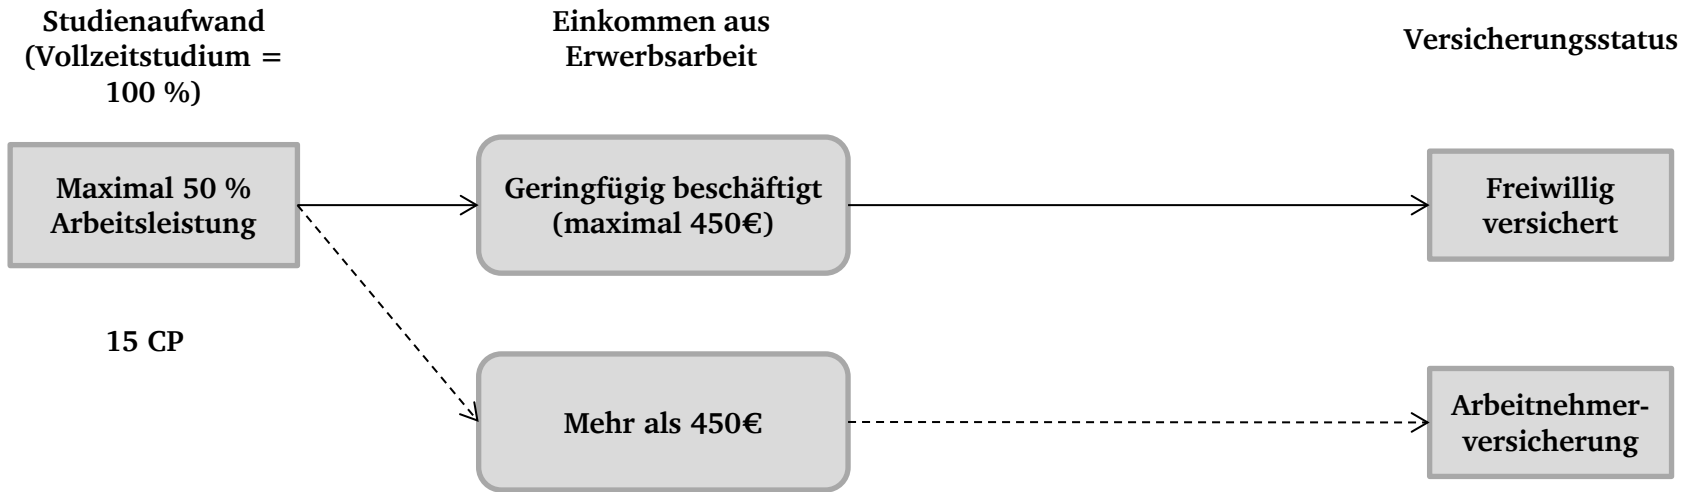 Studienaufwand
(Vollzeitstudium =
100 %)
Einkommen aus
Erwerbsarbeit
Versicherungsstatus
Maximal 50 %
Arbeitsleistung
Geringfügig beschäftigt
(maximal 450€)
Freiwillig
versichert
15 CP
Mehr als 450€
Arbeitnehmer-
versicherung